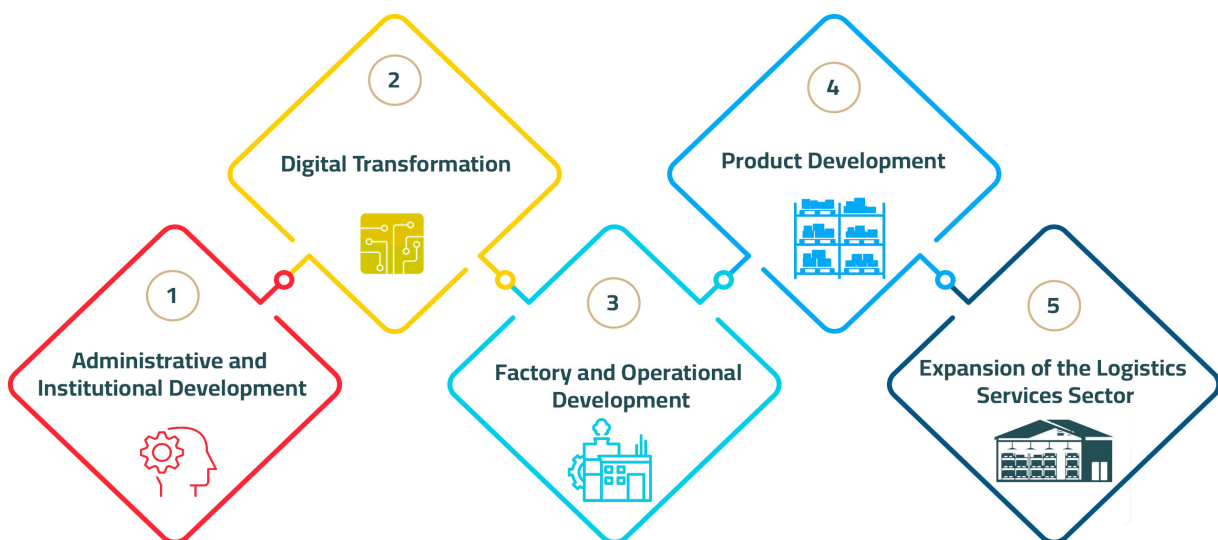 1
Administrative and
Institutional Development
2
Digital Transformation
3
Factory and Operational
Development
4
Product Development
5
Expansion of the Logistics
Services Sector